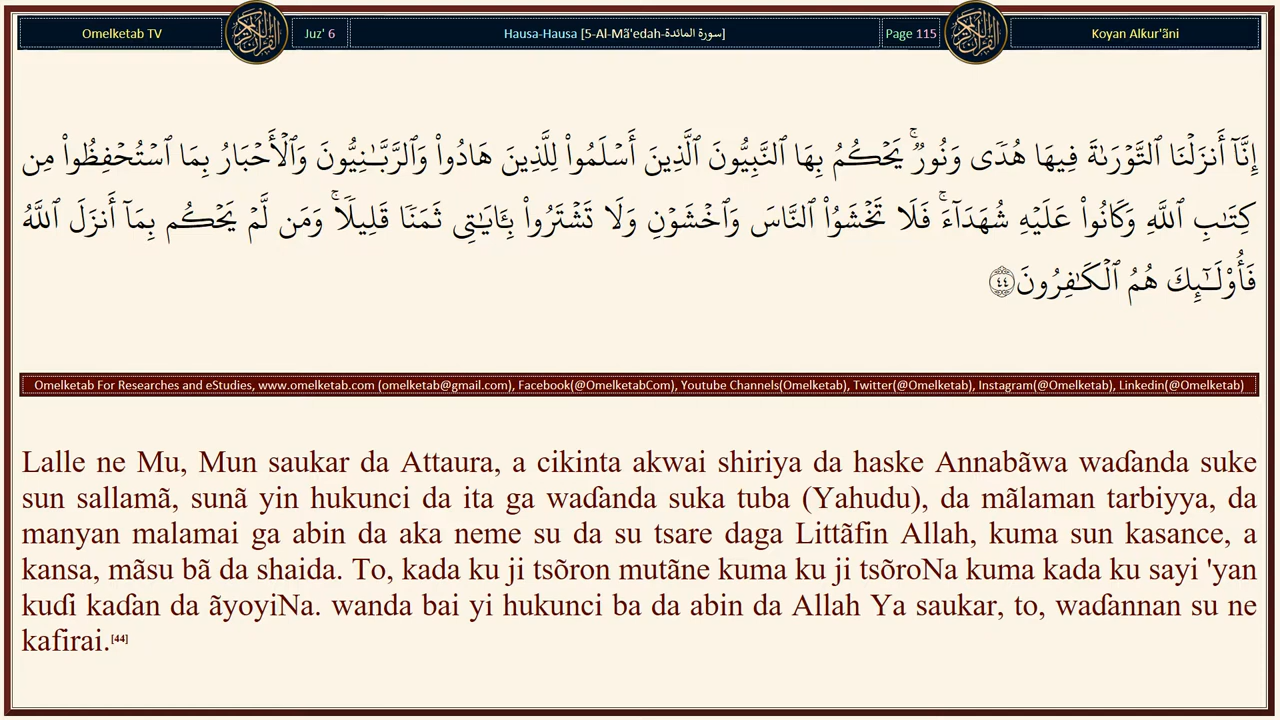 Omelketab TV
Juz' 6
Hausa-Hausa [5-Al-Mã'edah-سورة المائدة]
Page 115
Koyan Alkur'ãni
إِنَّآ أَنزَلْنَا ٱلتَّوْرَىٰةَ فِيهَا هُدًى وَنُورٌ ۚ يَحْكُمُ بِهَا ٱلنَّبِيُّونَ ٱلَّذِينَ أَسْلَمُوا۟ لِلَّذِينَ هَادُوا۟ وَٱلرَّبَّـٰنِيُّونَ وَٱلْأَحْبَارُ بِمَا ٱسْتُحْفِظُوا۟ مِن
كِتَـٰبِ ٱللَّهِ وَكَانُوا۟ عَلَيْهِ شُهَدَآءَ ۚ فَلَا تَخْشَوُا۟ ٱلنَّاسَ وَٱخْشَوْنِ وَلَا تَشْتَرُوا۟ بِـَٔايَـٰتِى ثَمَنًا قَلِيلًا ۚ وَمَن لَّمْ يَحْكُم بِمَآ أَنزَلَ ٱللَّهُ
فَأُو۟لَـٰٓئِكَ هُمُ ٱلْكَـٰفِرُونَ ٤٤
Omelketab For Researches and eStudies, www.omelketab.com (omelketab@gmail.com), Facebook(@OmelketabCom), Youtube Channels(Omelketab), Twitter(@Omelketab), Instagram(@Omelketab), Linkedin(@Omelketab)
Lalle ne Mu, Mun saukar da Attaura, a cikinta akwai shiriya da haske Annabãwa waɗanda suke
sun sallamã, sunã yin hukunci da ita ga waɗanda suka tuba (Yahudu), da mãlaman tarbiyya, da
manyan malamai ga abin da aka neme su da su tsare daga Littãfin Allah, kuma sun kasance, a
kansa, mãsu bã da shaida. To, kada ku ji tsõron mutãne kuma ku ji tsõroNa kuma kada ku sayi 'yan
kuɗi kaɗan da ãyoyiNa. wanda bai yi hukunci ba da abin da Allah Ya saukar, to, waɗannan su ne
kafirai.[44]